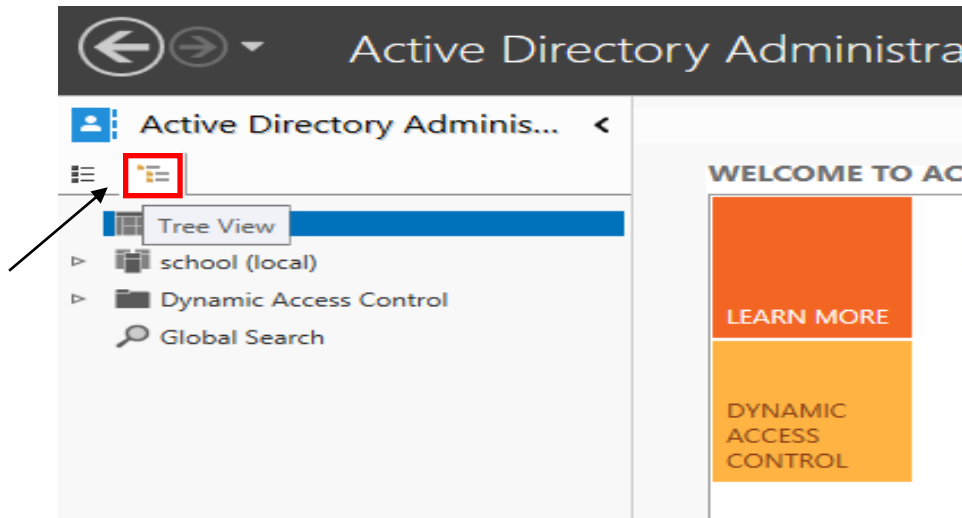 Active Directory Administra
Active Directory Adminis...
Tree View
school (local)
Dynamic Access Control
Global Search
WELCOME TO AC
LEARN MORE
DYNAMIC
ACCESS
CONTROL